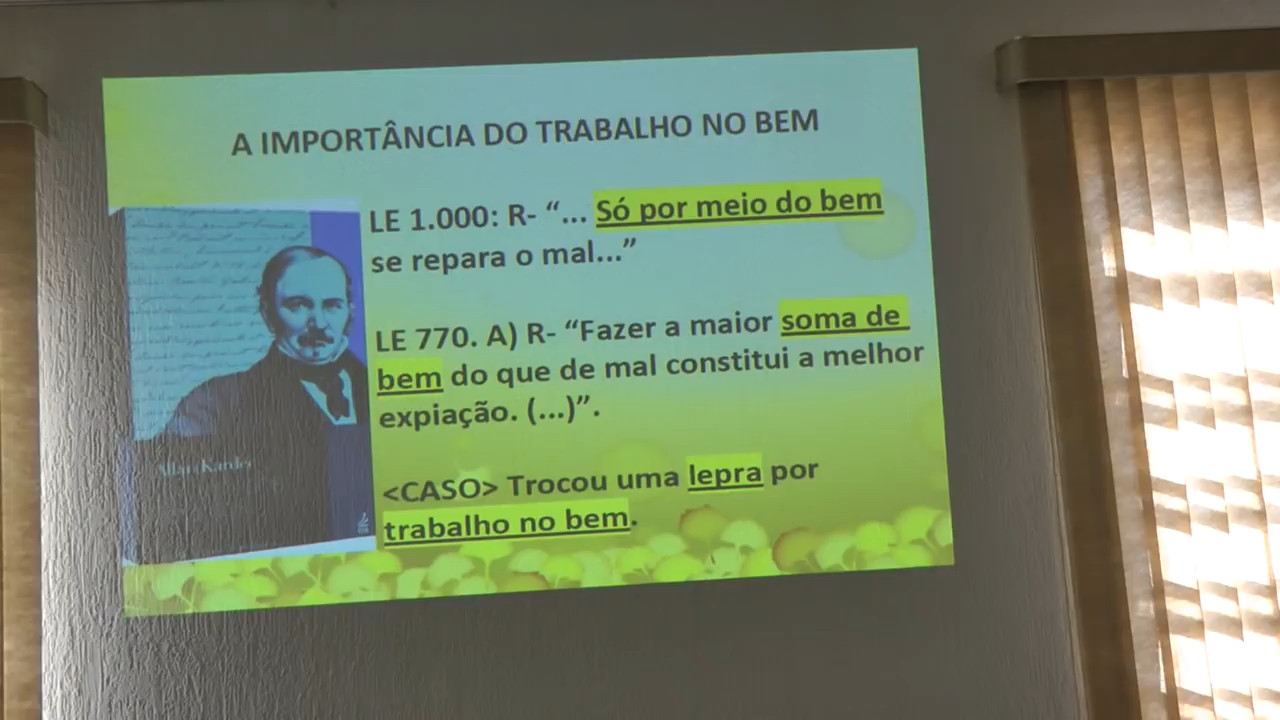 A IMPORTÂNCIA DO TRABALHO NO BEM
LE 1.000: R- “... Só por meio do bem
se repara o mal...”
LE 770. A) R- “Fazer a maior soma de
bem do que de mal constitui a melhor
expiação. (...)”.
<CASO> Trocou uma lepra por
trabalho no bem.
Allan Kardec